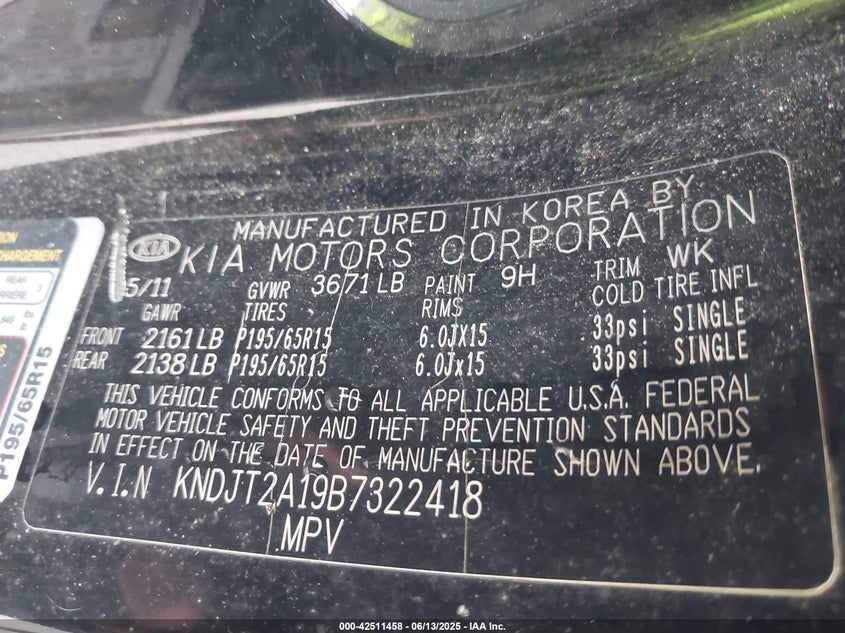 MANUFACTURED IN KOREA BY
KIA KIA MOTORS CORPORATION
5/11 GVWR 3671 LB PAINT 9H TRIM WK
GAWR TIRES RIMS COLD TIRE INFL
FRONT 2161 LB P195/65R15 6.0JX15 33psi SINGLE
REAR 2138 LB P195/65R15 6.0Jx15 33psi SINGLE
THIS VEHICLE CONFORMS TO ALL APPLICABLE U.S.A. FEDERAL
MOTOR VEHICLE SAFETY AND THEFT PREVENTION STANDARDS
IN EFFECT ON THE DATE OF MANUFACTURE SHOWN ABOVE.
V.I.N KNDJT2A19B7322418
MPV
CHARGEMENT
REAR
P195/65R15
000-42511458 - 06/13/2025 - IAA Inc.